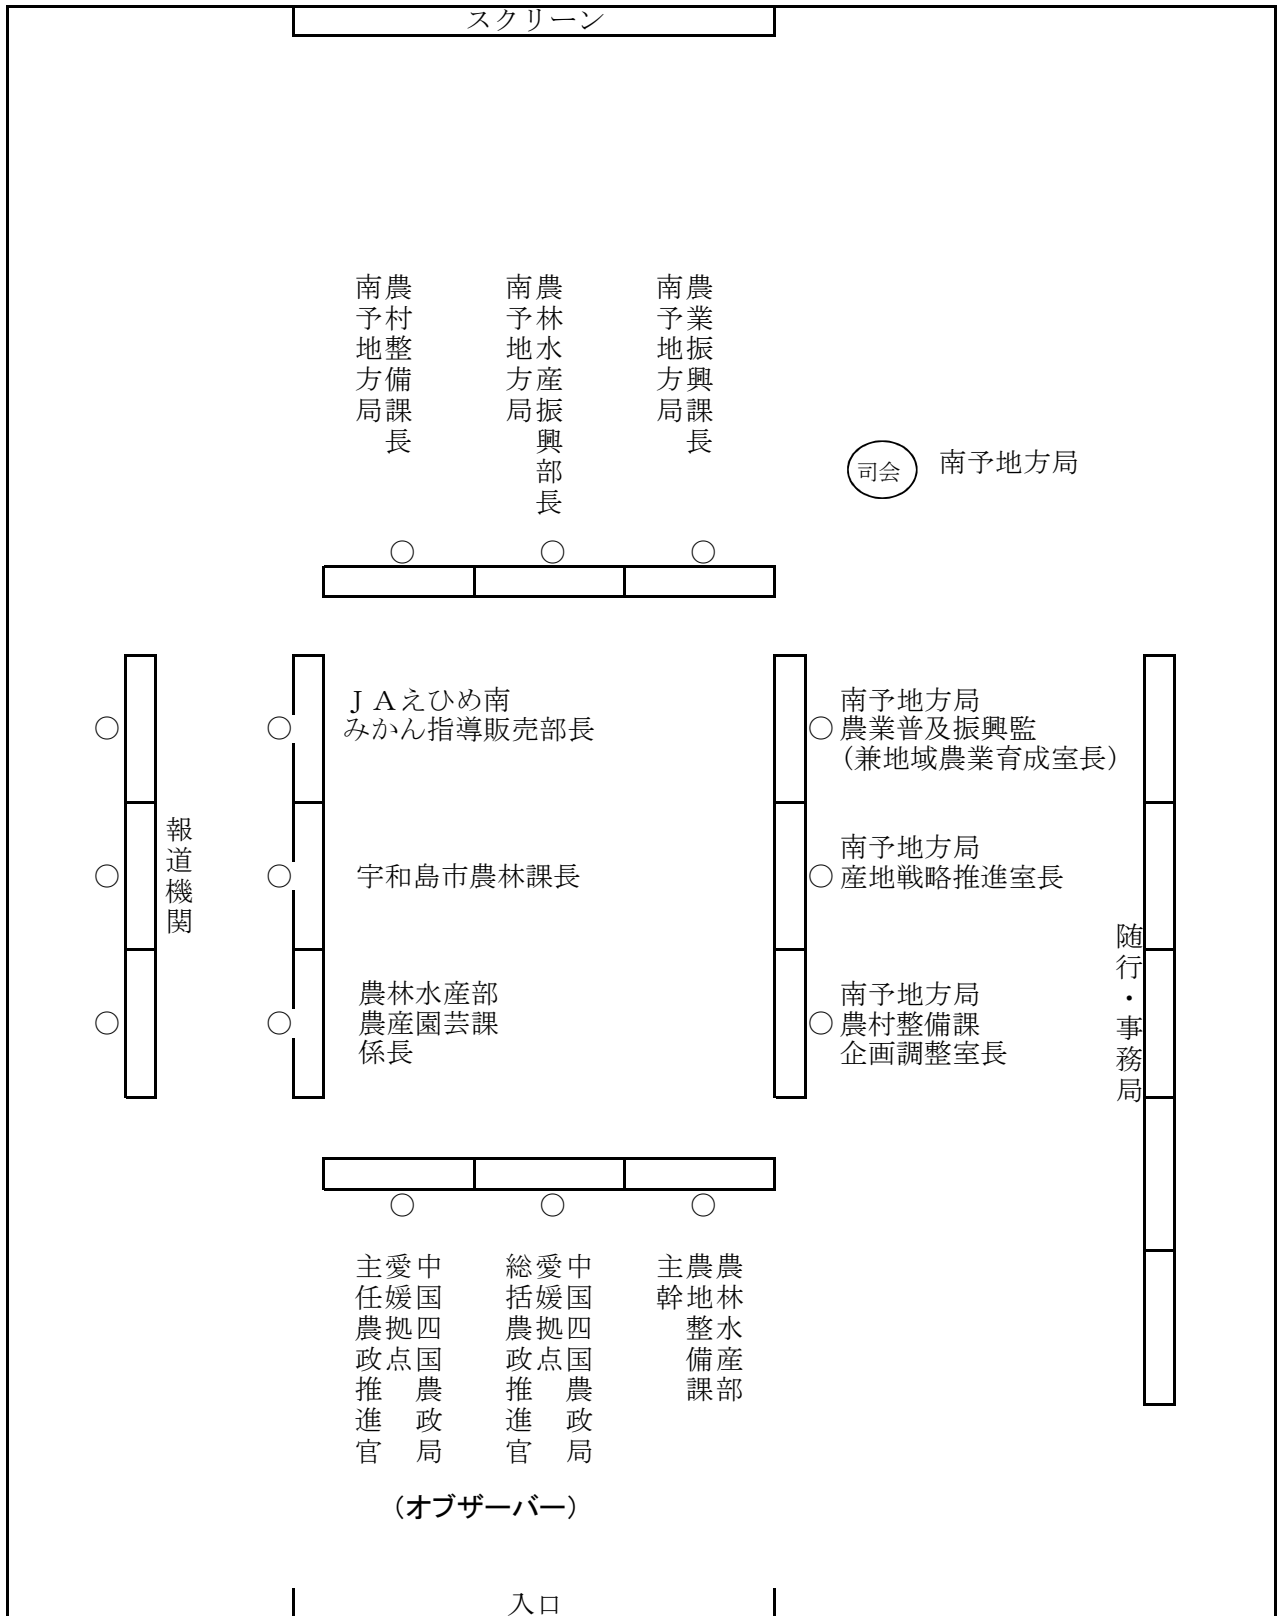 スクリーン
南予地方局
農村整備課長
南予地方局
農林水産振興部長
南予地方局
農業振興課長
司会
南予地方局
ＪＡえひめ南
みかん指導販売部長
宇和島市農林課長
農林水産部
農産園芸課
係長
南予地方局
農業普及振興監
（兼地域農業育成室長）
南予地方局
産地戦略推進室長
南予地方局
農村整備課
企画調整室長
報道機関
随行・事務局
中国四国農政局
愛媛拠点
主任農政推進官
中国四国農政局
愛媛拠点
総括農政推進官
農林水産部
農地整備課
主幹
（オブザーバー）
入口